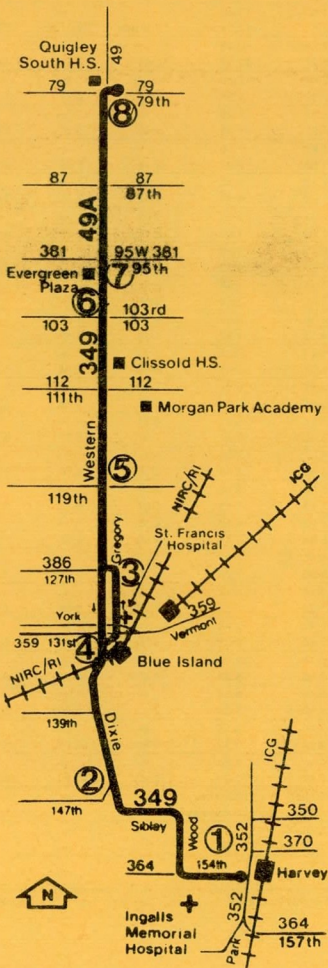 49
Quigley
South H.S.
79 79
79th
8
87 87
87th
49A
381 95W 381
95th
Evergreen
Plaza
7
6
103rd
103 103
349
Clissold H.S.
112 112
111th
Morgan Park Academy
Western
5
119th
NIRC/RI
ICG
Gregory
St. Francis
Hospital
386
127th
3
York
359
Vermont
359 131st
4
Blue Island
NIRC/RI
139th
Dixie
ICG
2
147th
349
Sibley
Wood
1
352
350
370
364
154th
Harvey
N
Ingalls
Memorial
Hospital
352
Park
364
157th